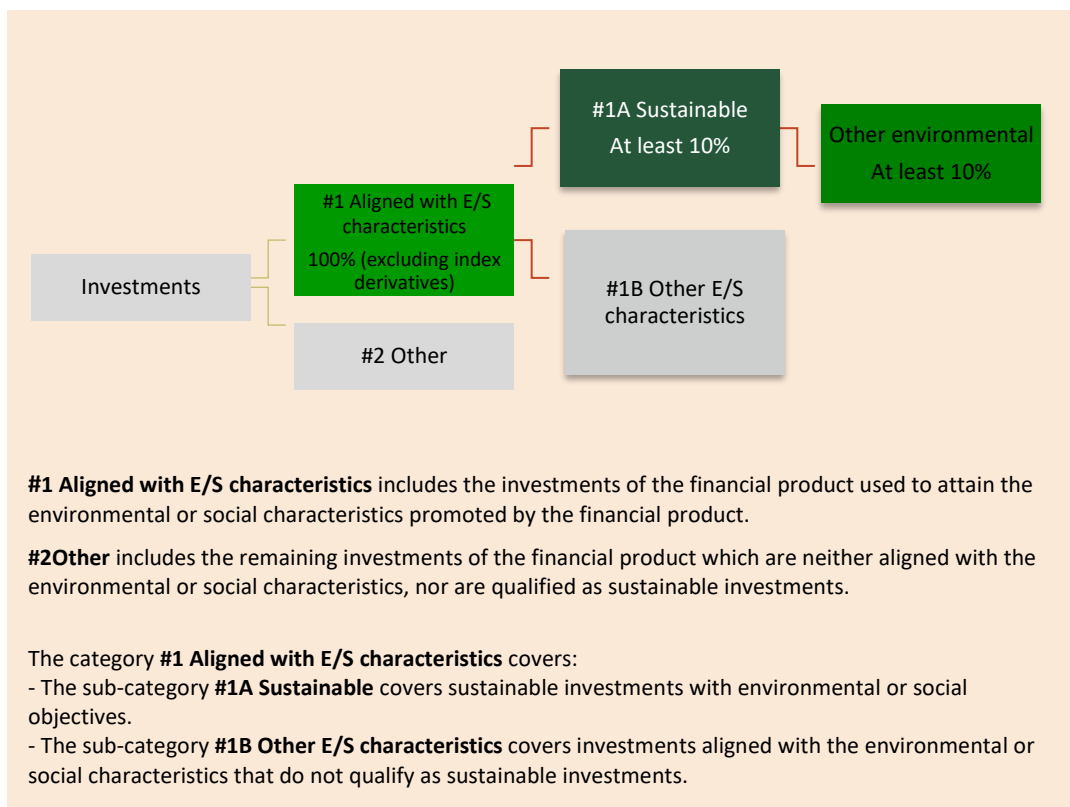 #1A Sustainable
At least 10%
Other environmental
At least 10%
#1 Aligned with E/S
characteristics
100% (excluding index
derivatives)
Investments
#1B Other E/S
characteristics
#2 Other
#1 Aligned with E/S characteristics includes the investments of the financial product used to attain the
environmental or social characteristics promoted by the financial product.
#2Other includes the remaining investments of the financial product which are neither aligned with the
environmental or social characteristics, nor are qualified as sustainable investments.
The category #1 Aligned with E/S characteristics covers:
- The sub-category #1A Sustainable covers sustainable investments with environmental or social
objectives.
- The sub-category #1B Other E/S characteristics covers investments aligned with the environmental or
social characteristics that do not qualify as sustainable investments.